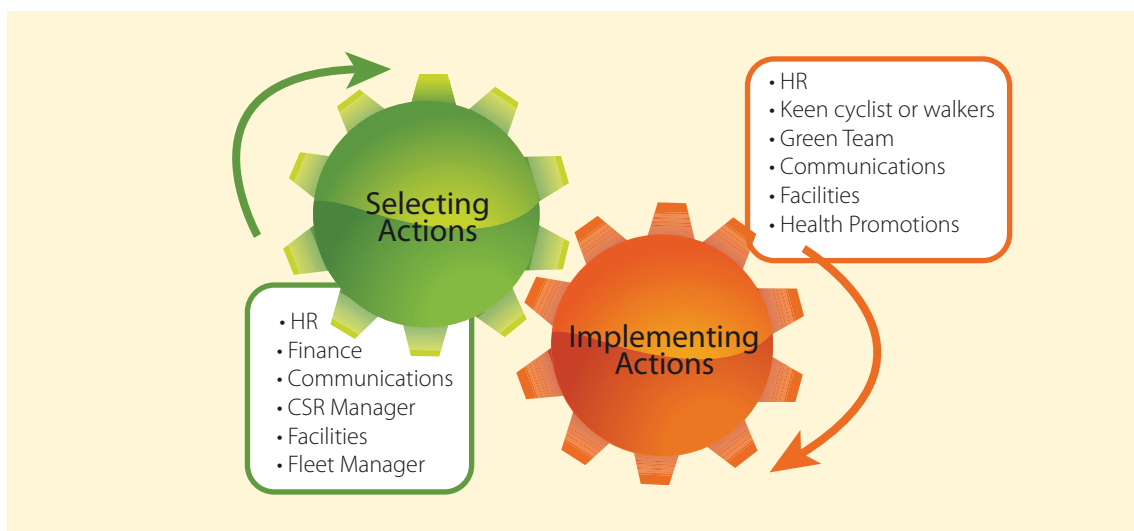 Selecting
Actions
• HR
• Finance
• Communications
• CSR Manager
• Facilities
• Fleet Manager
Implementing
Actions
• HR
• Keen cyclist or walkers
• Green Team
• Communications
• Facilities
• Health Promotions